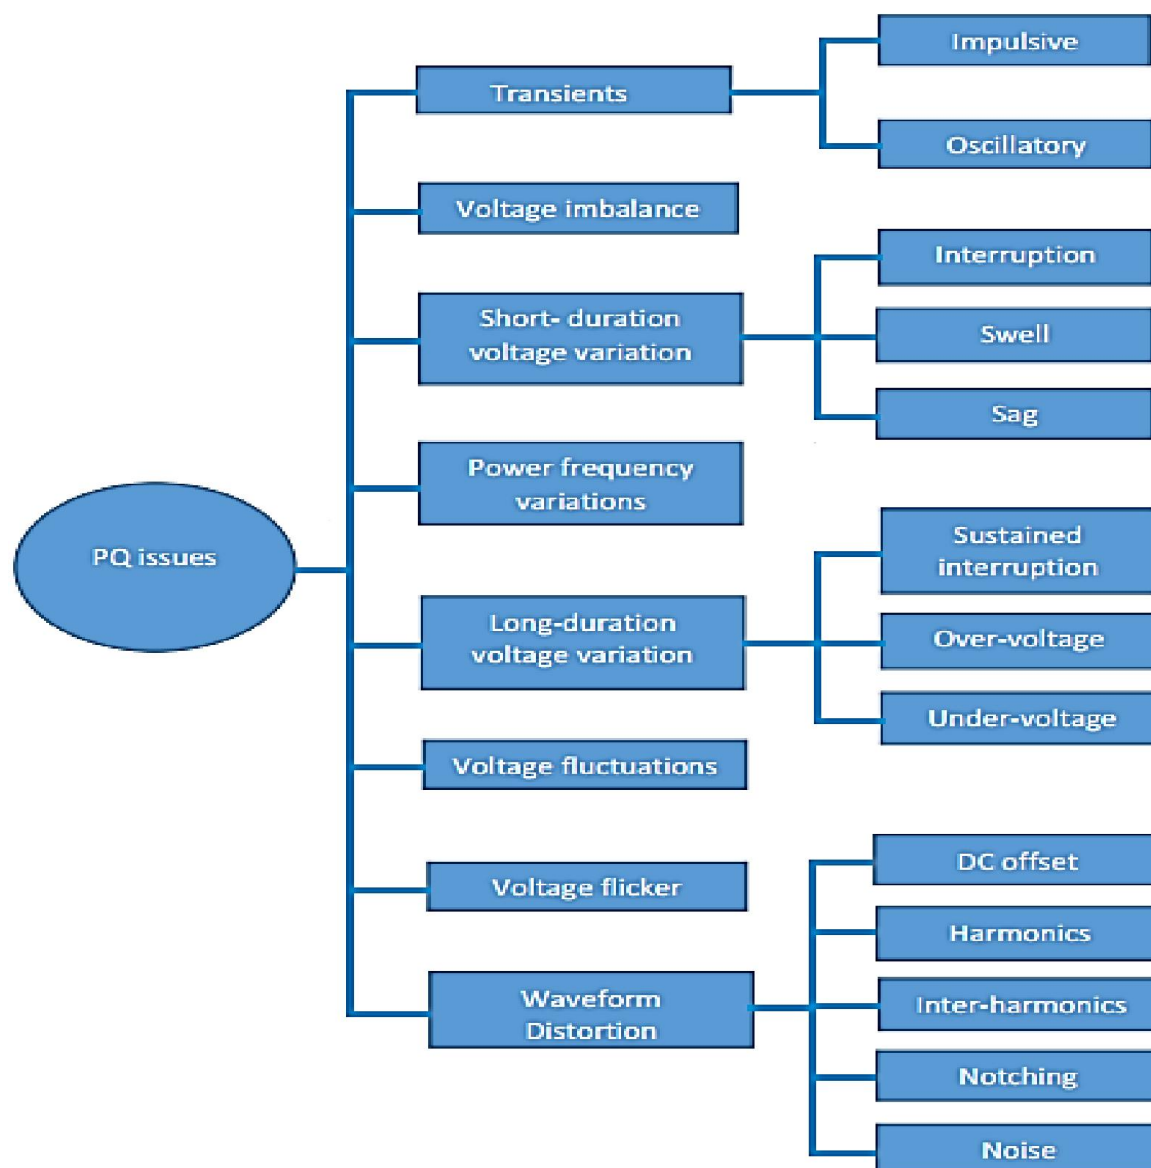 PQ issues
Transients
Impulsive
Oscillatory
Voltage imbalance
Short- duration
voltage variation
Interruption
Swell
Sag
Power frequency
variations
Long-duration
voltage variation
Sustained
interruption
Over-voltage
Under-voltage
Voltage fluctuations
Voltage flicker
Waveform
Distortion
DC offset
Harmonics
Inter-harmonics
Notching
Noise